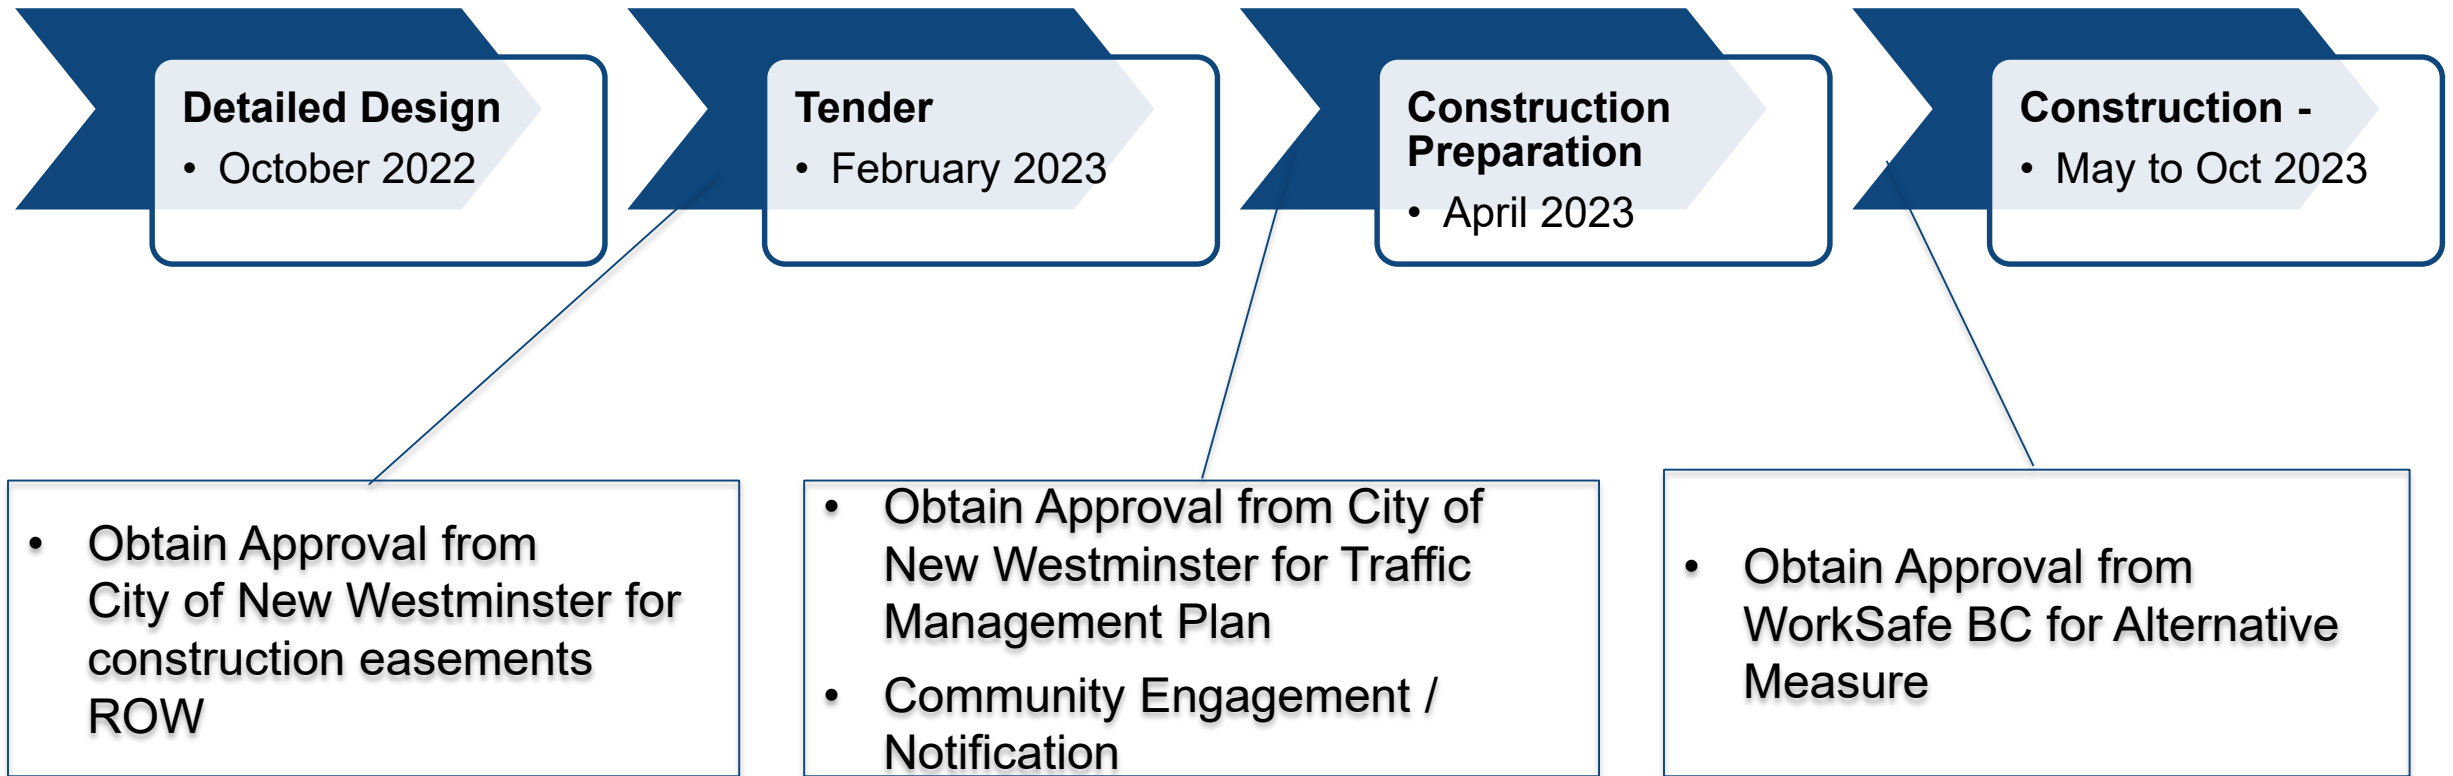 Detailed Design
• October 2022
Tender
• February 2023
Construction
Preparation
• April 2023
Construction -
• May to Oct 2023
• Obtain Approval from
City of New Westminster for
construction easements
ROW
• Obtain Approval from City of
New Westminster for Traffic
Management Plan
• Community Engagement /
Notification
• Obtain Approval from
WorkSafe BC for Alternative
Measure